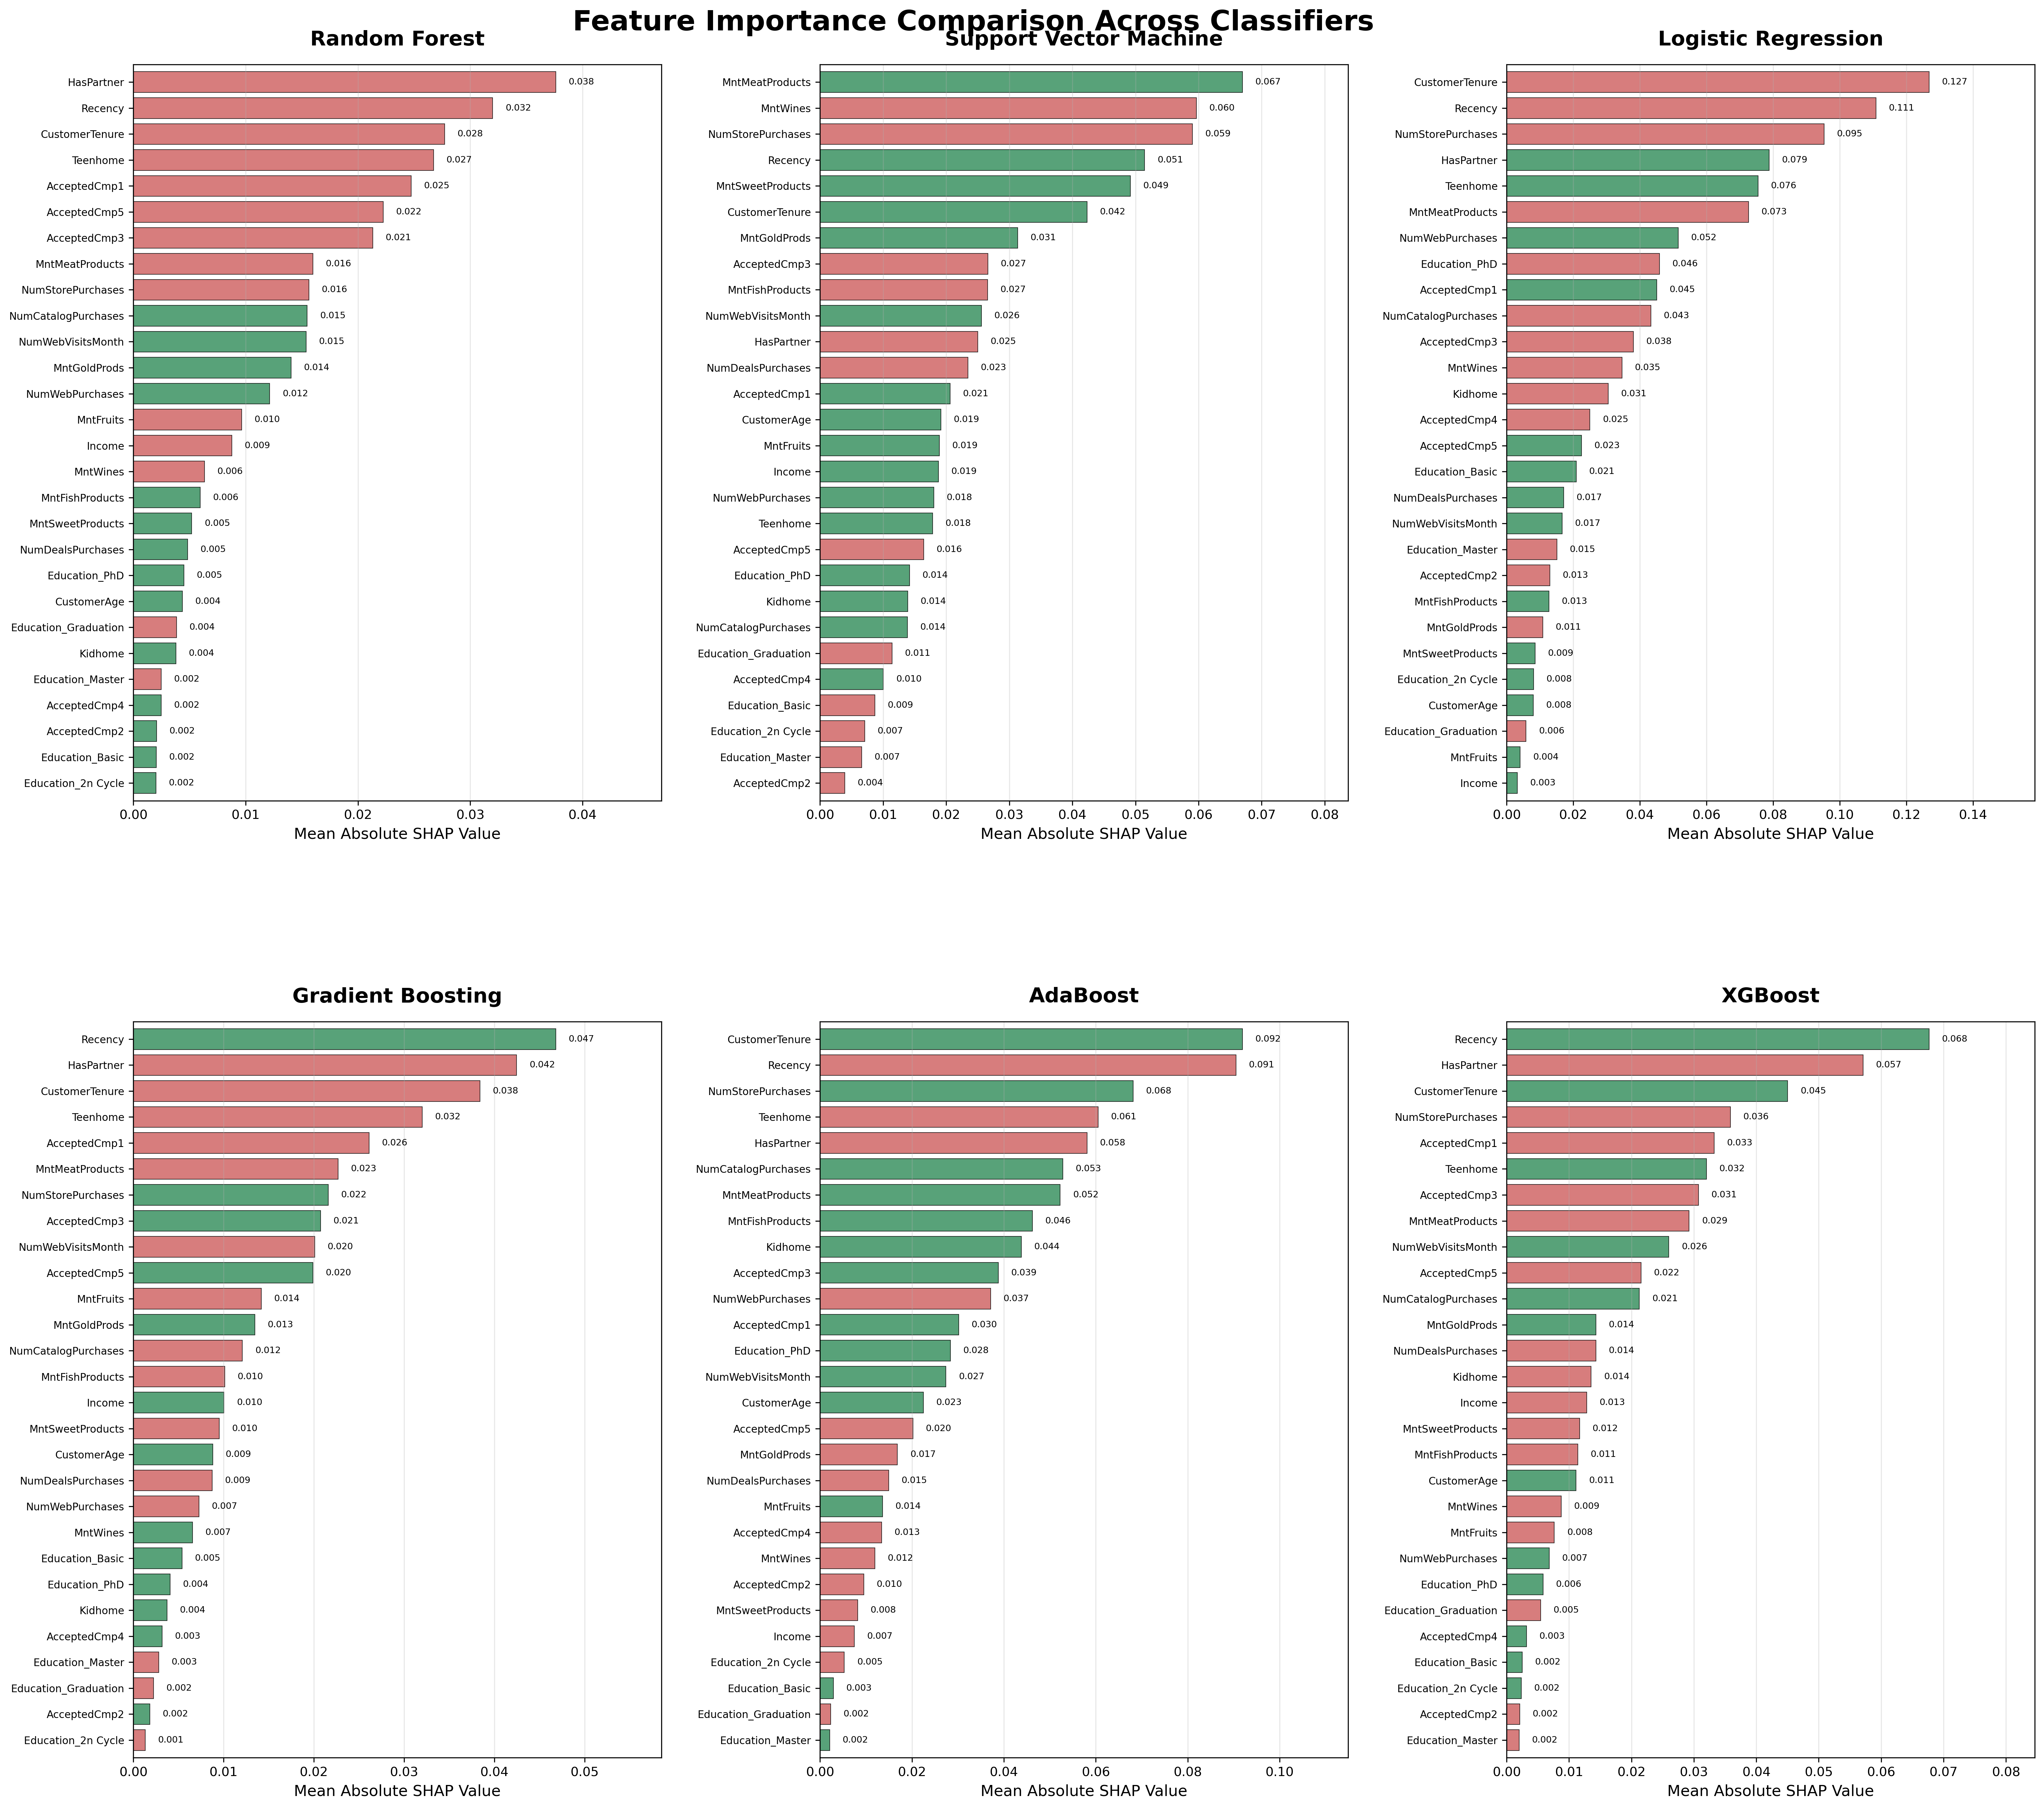 Feature Importance Comparison Across Classifiers
Random Forest
HasPartner 0.038
Recency 0.032
CustomerTenure 0.028
Teenhome 0.027
AcceptedCmp1 0.025
AcceptedCmp5 0.022
AcceptedCmp3 0.021
MntMeatProducts 0.016
NumStorePurchases 0.016
NumCatalogPurchases 0.015
NumWebVisitsMonth 0.015
MntGoldProds 0.014
NumWebPurchases 0.012
MntFruits 0.010
Income 0.009
MntWines 0.006
MntFishProducts 0.006
MntSweetProducts 0.005
NumDealsPurchases 0.005
Education_PhD 0.005
CustomerAge 0.004
Education_Graduation 0.004
Kidhome 0.004
Education_Master 0.002
AcceptedCmp4 0.002
AcceptedCmp2 0.002
Education_Basic 0.002
Education_2n Cycle 0.002
0.00 0.01 0.02 0.03 0.04
Mean Absolute SHAP Value
Support Vector Machine
MntMeatProducts 0.067
MntWines 0.060
NumStorePurchases 0.059
Recency 0.051
MntSweetProducts 0.049
CustomerTenure 0.042
MntGoldProds 0.031
AcceptedCmp3 0.027
MntFishProducts 0.027
NumWebVisitsMonth 0.026
HasPartner 0.025
NumDealsPurchases 0.023
AcceptedCmp1 0.021
CustomerAge 0.019
MntFruits 0.019
Income 0.019
NumWebPurchases 0.018
Teenhome 0.018
AcceptedCmp5 0.016
Education_PhD 0.014
Kidhome 0.014
NumCatalogPurchases 0.014
Education_Graduation 0.011
AcceptedCmp4 0.010
Education_Basic 0.009
Education_2n Cycle 0.007
Education_Master 0.007
AcceptedCmp2 0.004
0.00 0.01 0.02 0.03 0.04 0.05 0.06 0.07 0.08
Mean Absolute SHAP Value
Logistic Regression
CustomerTenure 0.127
Recency 0.111
NumStorePurchases 0.095
HasPartner 0.079
Teenhome 0.076
MntMeatProducts 0.073
NumWebPurchases 0.052
Education_PhD 0.046
AcceptedCmp1 0.045
NumCatalogPurchases 0.043
AcceptedCmp3 0.038
MntWines 0.035
Kidhome 0.031
AcceptedCmp4 0.025
AcceptedCmp5 0.023
Education_Basic 0.021
NumDealsPurchases 0.017
NumWebVisitsMonth 0.017
Education_Master 0.015
AcceptedCmp2 0.013
MntFishProducts 0.013
MntGoldProds 0.011
MntSweetProducts 0.009
Education_2n Cycle 0.008
CustomerAge 0.008
Education_Graduation 0.006
MntFruits 0.004
Income 0.003
0.00 0.02 0.04 0.06 0.08 0.10 0.12 0.14
Mean Absolute SHAP Value
Gradient Boosting
Recency 0.047
HasPartner 0.042
CustomerTenure 0.038
Teenhome 0.032
AcceptedCmp1 0.026
MntMeatProducts 0.023
NumStorePurchases 0.022
AcceptedCmp3 0.021
NumWebVisitsMonth 0.020
AcceptedCmp5 0.020
MntFruits 0.014
MntGoldProds 0.013
NumCatalogPurchases 0.012
MntFishProducts 0.010
Income 0.010
MntSweetProducts 0.010
CustomerAge 0.009
NumDealsPurchases 0.009
NumWebPurchases 0.007
MntWines 0.007
Education_Basic 0.005
Education_PhD 0.004
Kidhome 0.004
AcceptedCmp4 0.003
Education_Master 0.003
Education_Graduation 0.002
AcceptedCmp2 0.002
Education_2n Cycle 0.001
0.00 0.01 0.02 0.03 0.04 0.05
Mean Absolute SHAP Value
AdaBoost
CustomerTenure 0.092
Recency 0.091
NumStorePurchases 0.068
Teenhome 0.061
HasPartner 0.058
NumCatalogPurchases 0.053
MntMeatProducts 0.052
MntFishProducts 0.046
Kidhome 0.044
AcceptedCmp3 0.039
NumWebPurchases 0.037
AcceptedCmp1 0.030
Education_PhD 0.028
NumWebVisitsMonth 0.027
CustomerAge 0.023
AcceptedCmp5 0.020
MntGoldProds 0.017
NumDealsPurchases 0.015
MntFruits 0.014
AcceptedCmp4 0.013
MntWines 0.012
AcceptedCmp2 0.010
MntSweetProducts 0.008
Income 0.007
Education_2n Cycle 0.005
Education_Basic 0.003
Education_Graduation 0.002
Education_Master 0.002
0.00 0.02 0.04 0.06 0.08 0.10
Mean Absolute SHAP Value
XGBoost
Recency 0.068
HasPartner 0.057
CustomerTenure 0.045
NumStorePurchases 0.036
AcceptedCmp1 0.033
Teenhome 0.032
AcceptedCmp3 0.031
MntMeatProducts 0.029
NumWebVisitsMonth 0.026
AcceptedCmp5 0.022
NumCatalogPurchases 0.021
MntGoldProds 0.014
NumDealsPurchases 0.014
Kidhome 0.014
Income 0.013
MntSweetProducts 0.012
MntFishProducts 0.011
CustomerAge 0.011
MntWines 0.009
MntFruits 0.008
NumWebPurchases 0.007
Education_PhD 0.006
Education_Graduation 0.005
AcceptedCmp4 0.003
Education_Basic 0.002
Education_2n Cycle 0.002
AcceptedCmp2 0.002
Education_Master 0.002
0.00 0.01 0.02 0.03 0.04 0.05 0.06 0.07 0.08
Mean Absolute SHAP Value